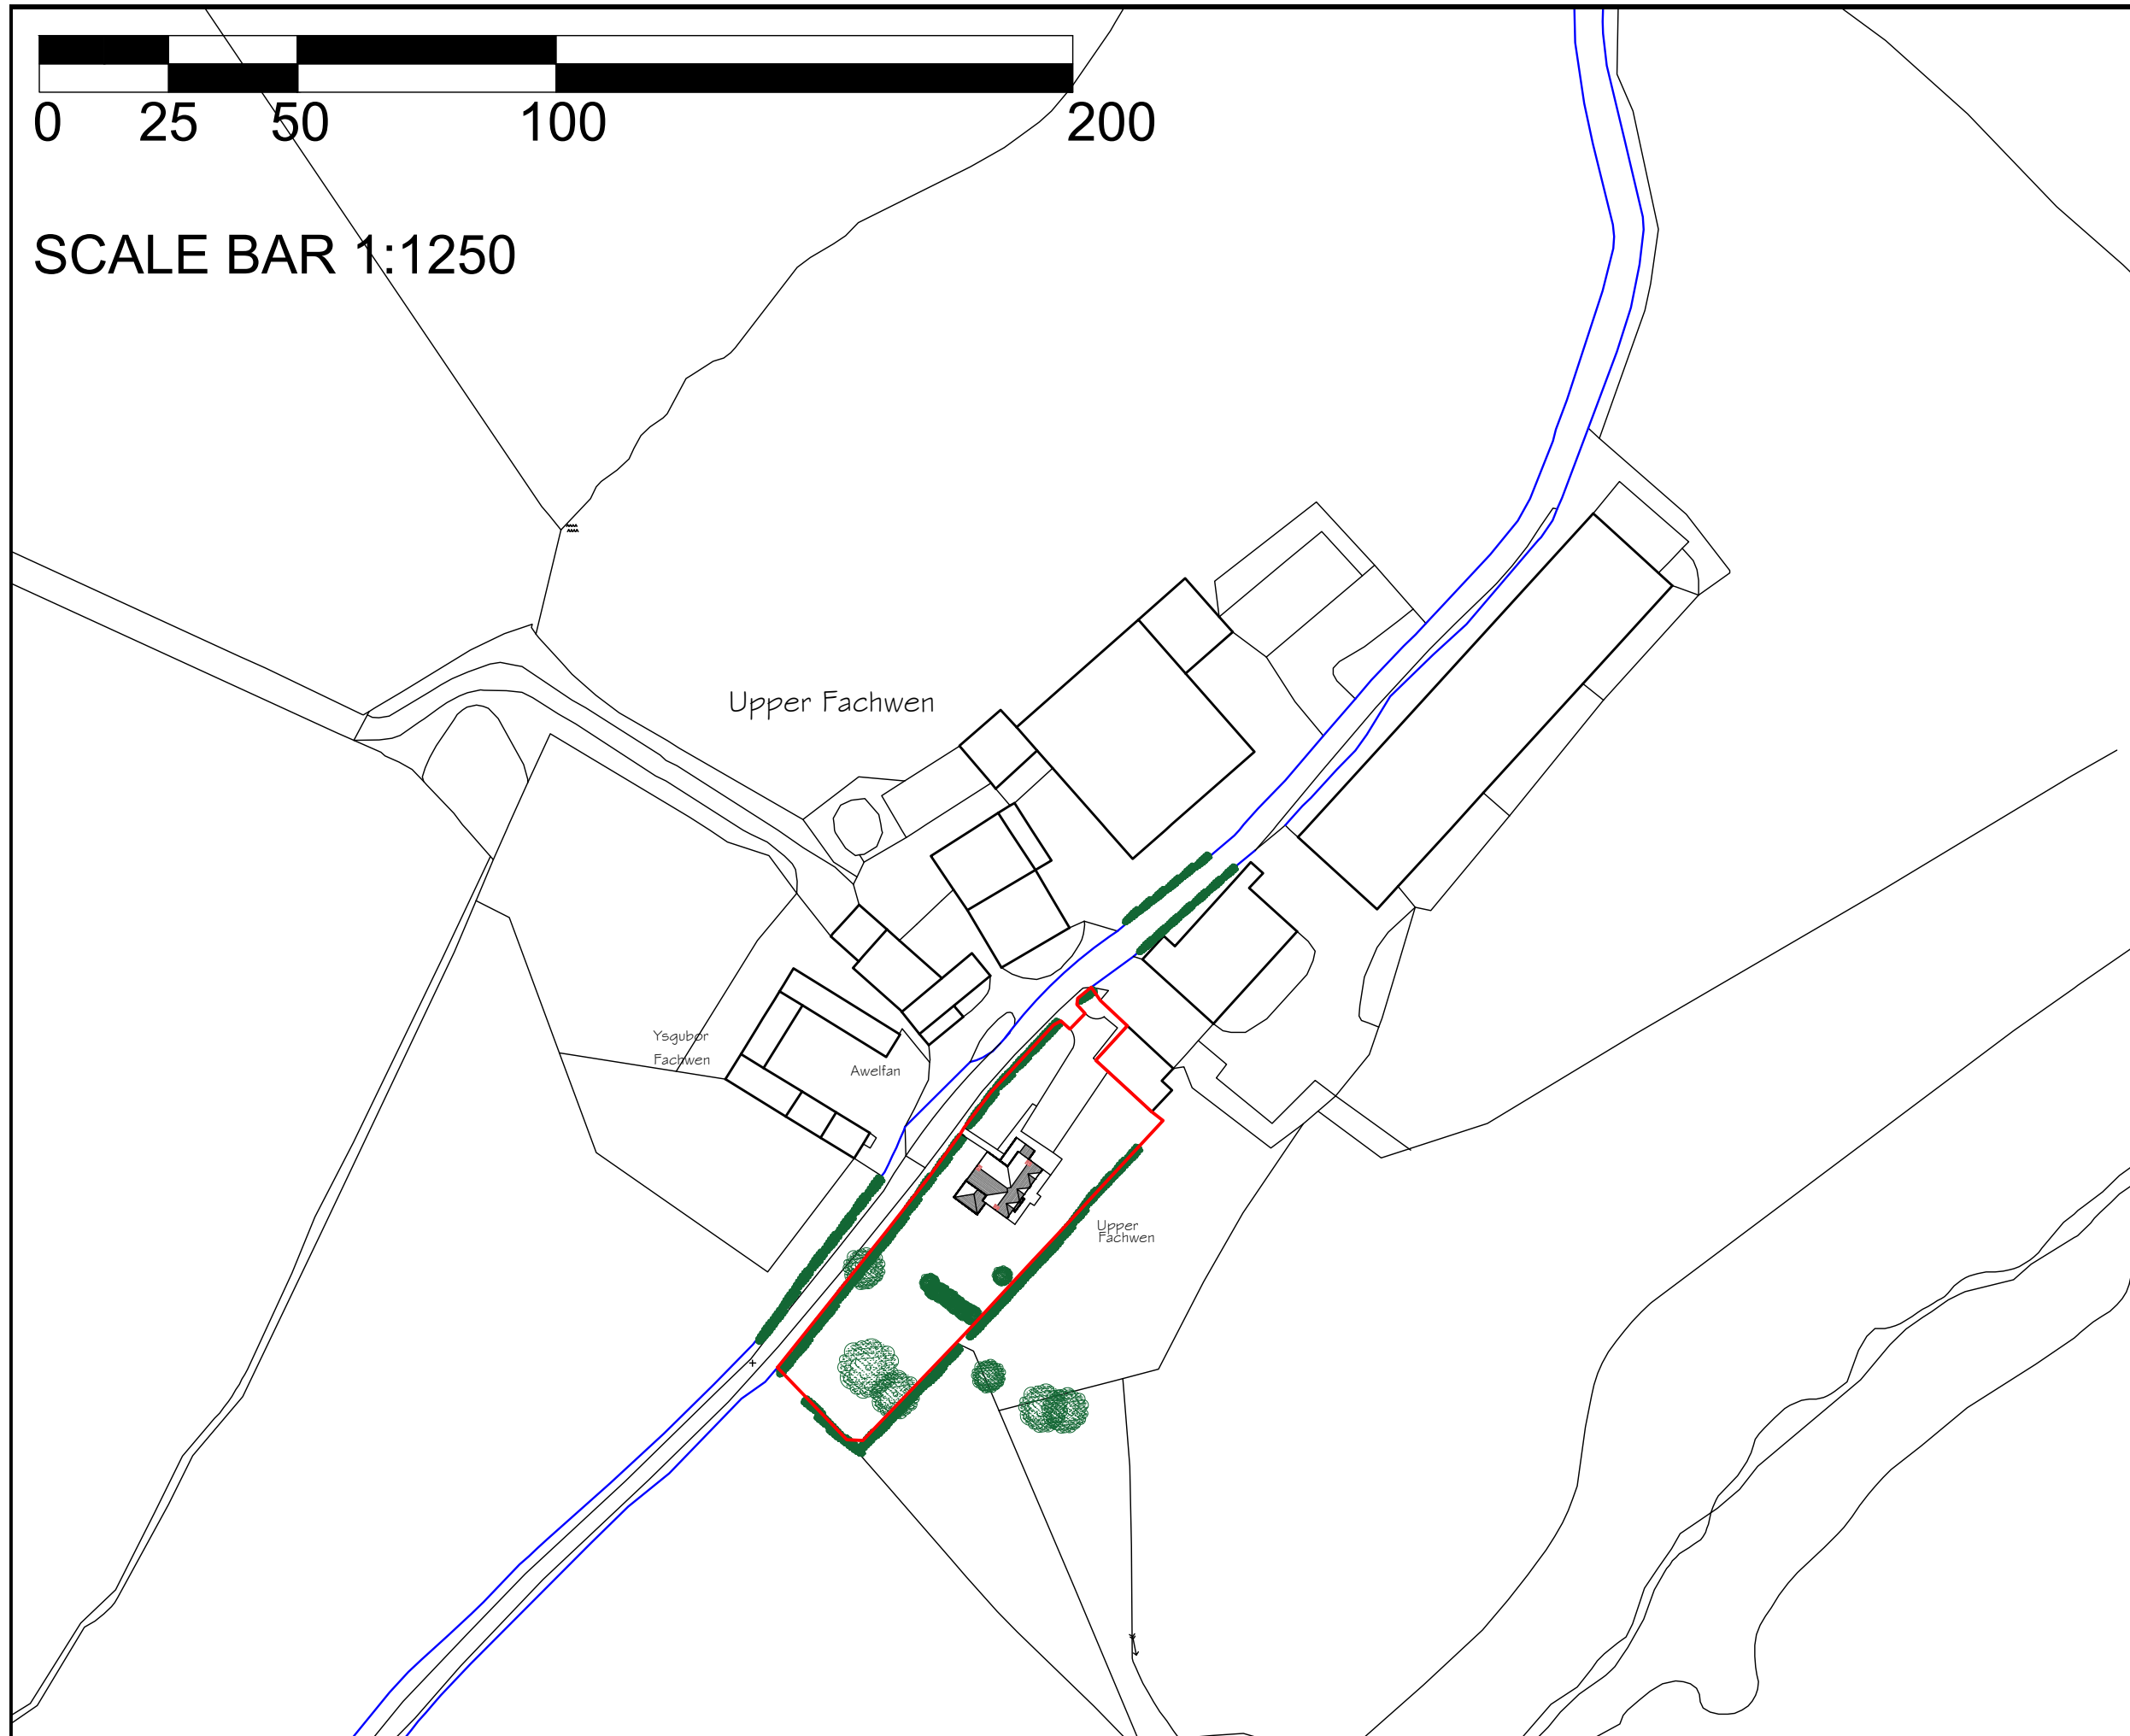 0 25 50 100 200
SCALE BAR 1:1250
Upper Fachwen
Ysgubor
Fachwen
Awelfan
Upper
Fachwen